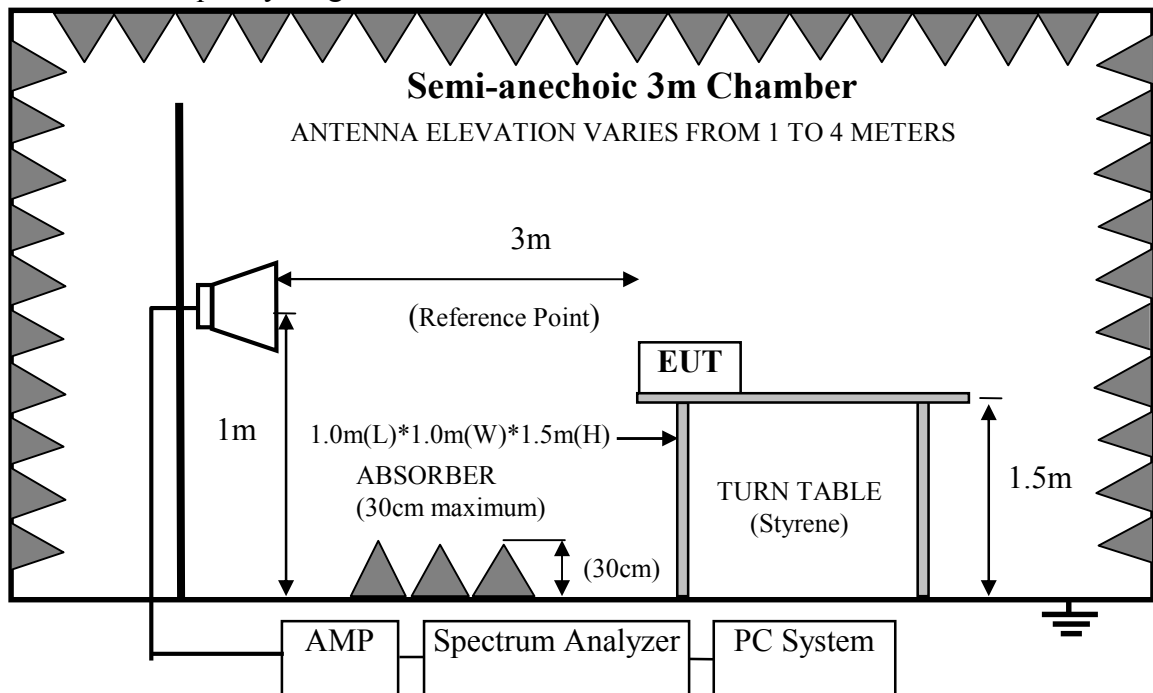 Semi-anechoic 3m Chamber
ANTENNA ELEVATION VARIES FROM 1 TO 4 METERS
3m
(Reference Point)
EUT
1m
1.0m(L)*1.0m(W)*1.5m(H)
ABSORBER
(30cm maximum)
TURN TABLE
(Styrene)
1.5m
(30cm)
AMP
Spectrum Analyzer
PC System